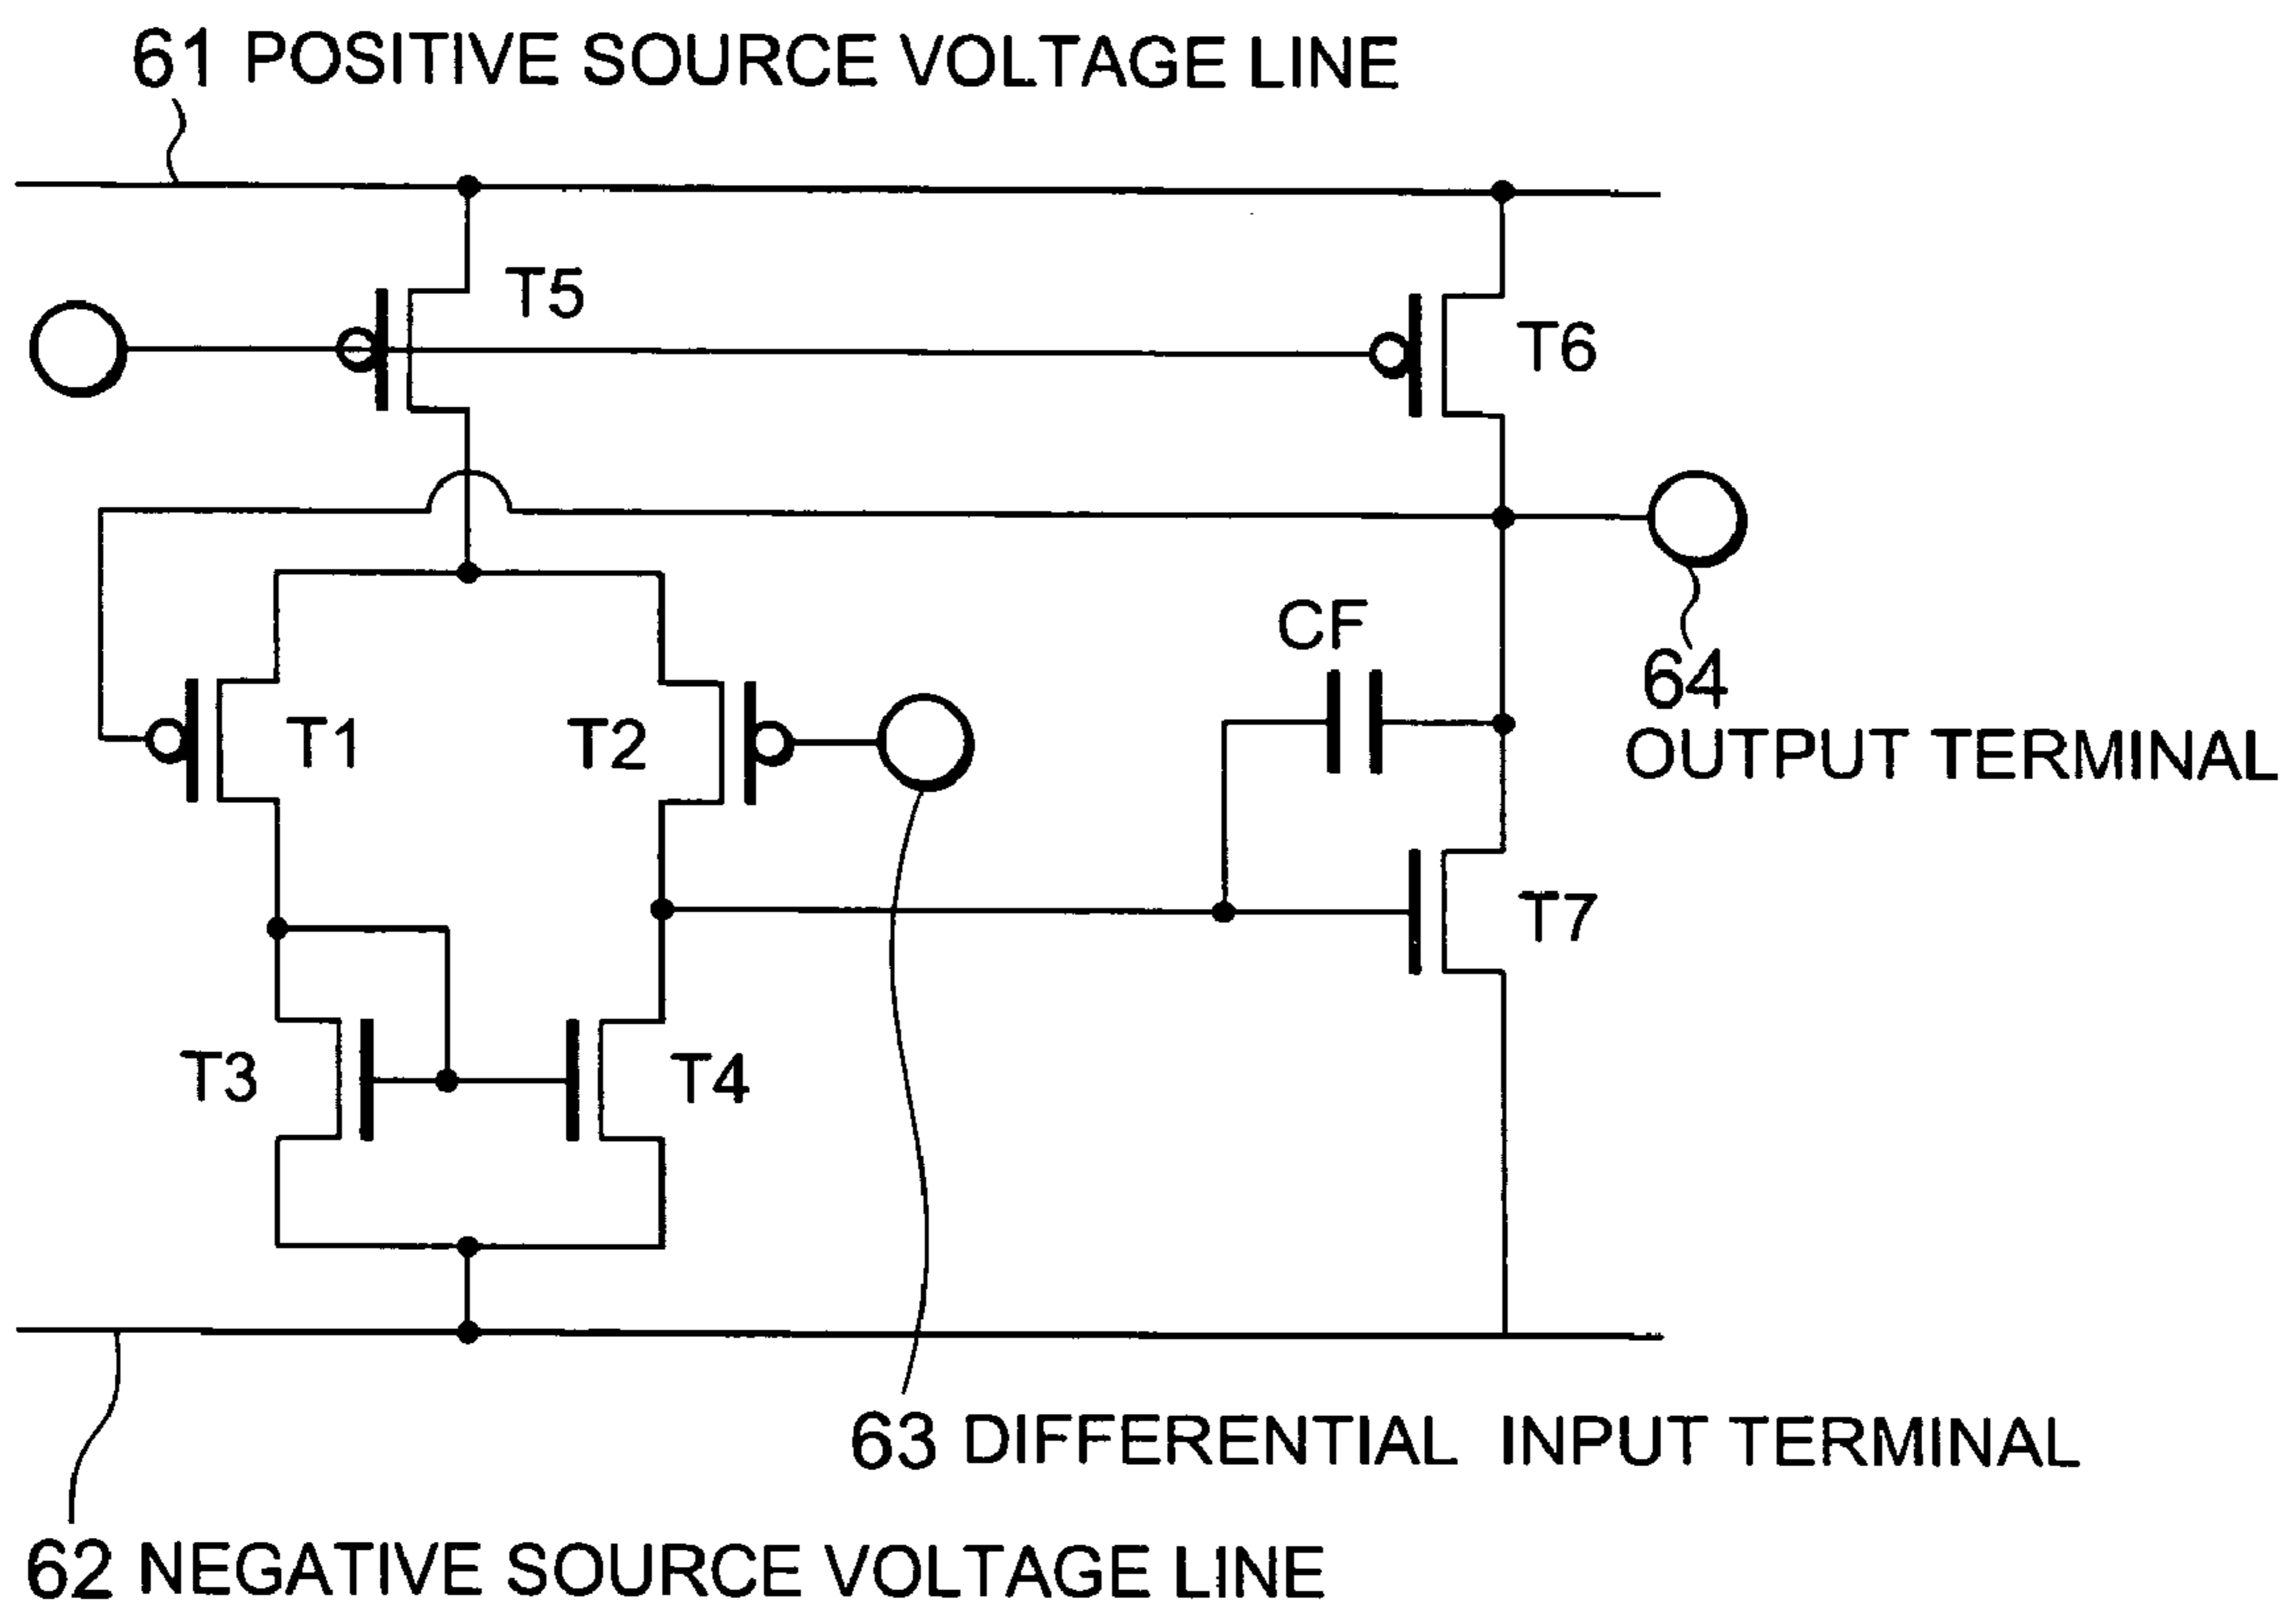 61 POSITIVE SOURCE VOLTAGE LINE
T5
T6
CF
64
OUTPUT TERMINAL
T1
T2
T7
T3
T4
63 DIFFERENTIAL INPUT TERMINAL
62 NEGATIVE SOURCE VOLTAGE LINE